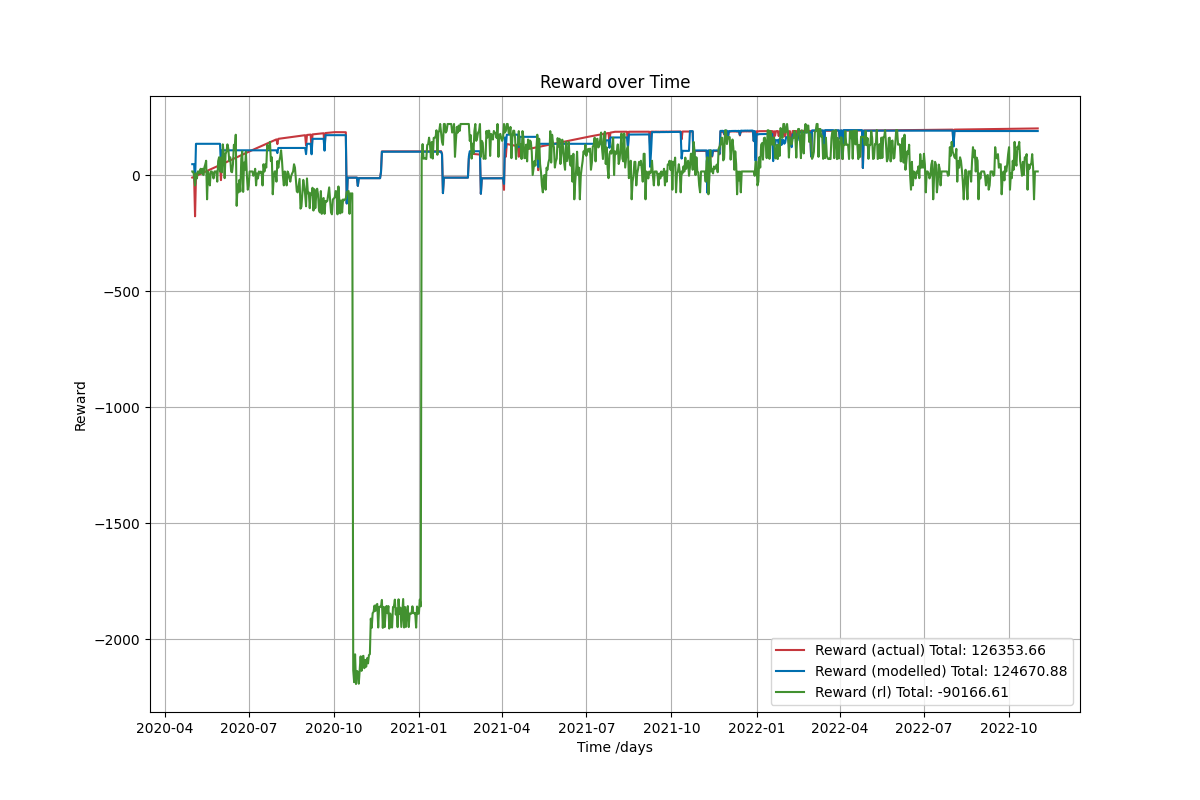 Reward over Time
0
−500
−1000
−1500
−2000
Reward
2020-04 2020-07 2020-10 2021-01 2021-04 2021-07 2021-10 2022-01 2022-04 2022-07 2022-10
Time /days
Reward (actual) Total: 126353.66
Reward (modelled) Total: 124670.88
Reward (rl) Total: -90166.61